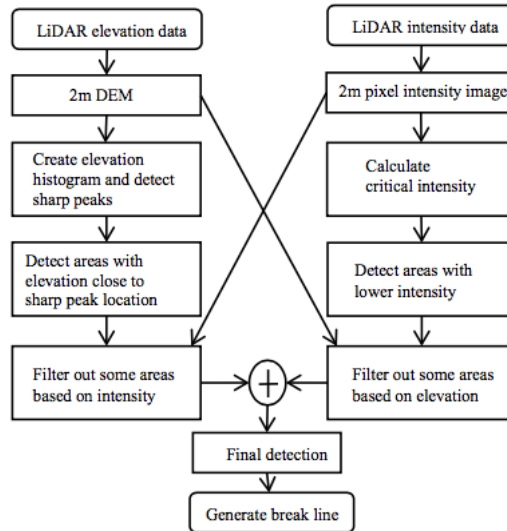 LiDAR elevation data
LiDAR intensity data
2m DEM
2m pixel intensity image
Create elevation
histogram and detect
sharp peaks
Calculate
critical intensity
Detect areas with
elevation close to
sharp peak location
Detect areas with
lower intensity
Filter out some areas
based on intensity
+
Filter out some areas
based on elevation
Final detection
Generate break line